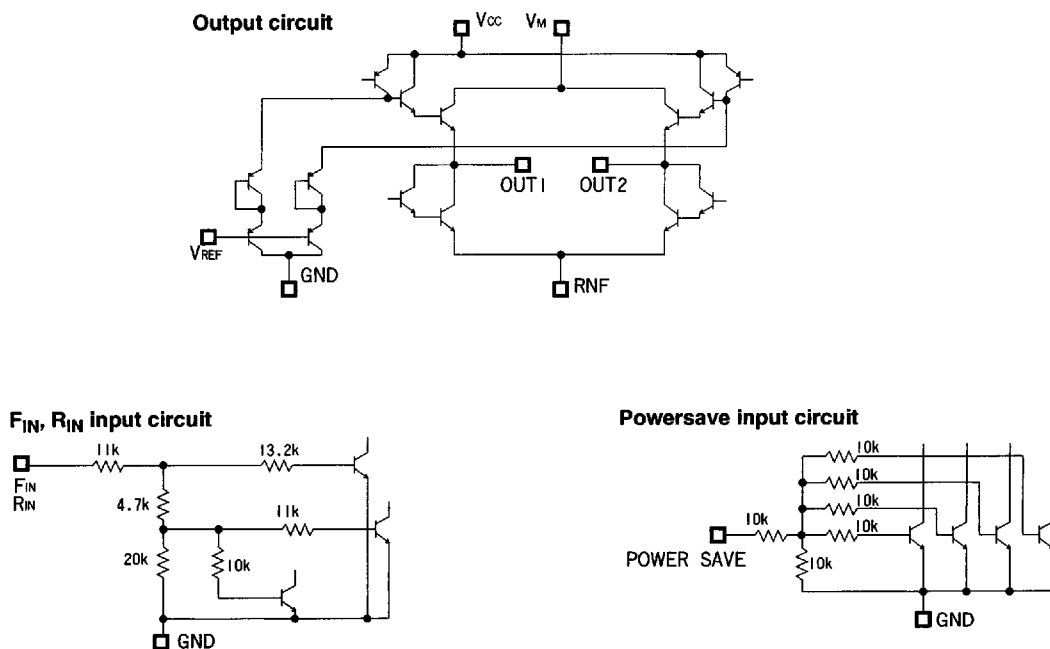 Output circuit
VCC VM
OUT1 OUT2
VREF
GND
RNF
FIN, RIN input circuit
11k
13.2k
FIN
RIN
4.7k
11k
20k
10k
GND
Powersave input circuit
10k
10k
10k
10k
10k
POWER SAVE
10k
GND